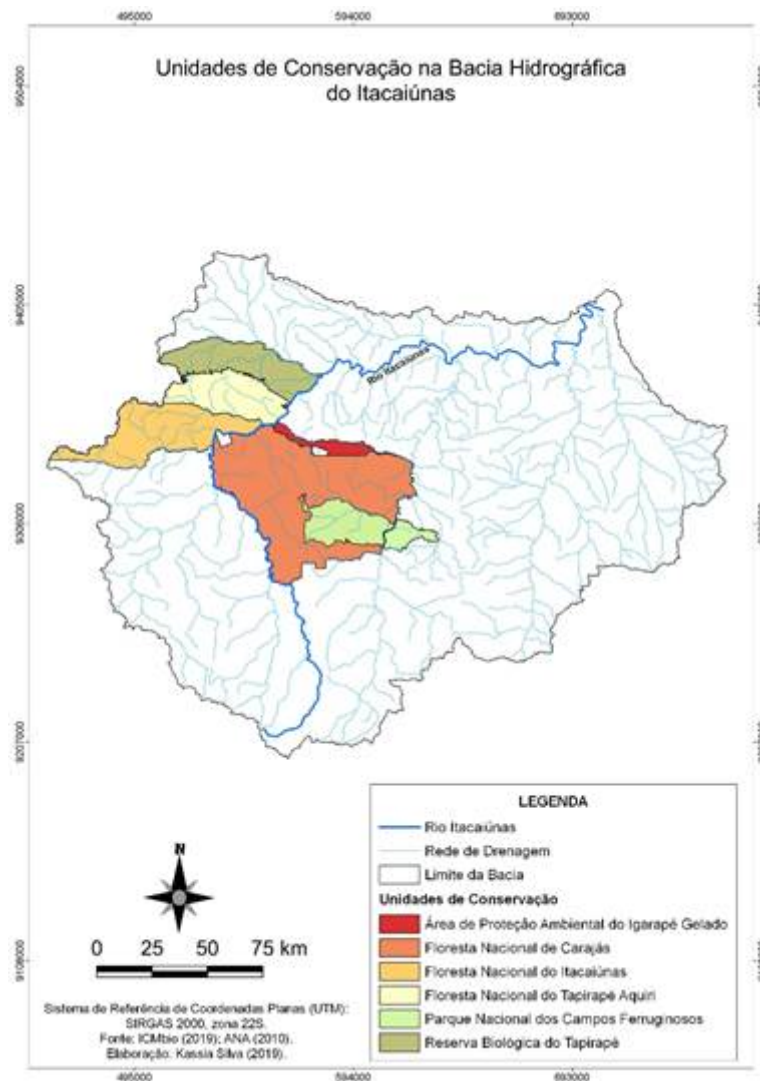 495000 594000 693000
Unidades de Conservação na Bacia Hidrográfica
do Itacaiúnas
9504000
9405000
9306000
9207000
9108000
Rio Itacaiúnas
LEGENDA
Rio Itacaiúnas
Rede de Drenagem
Limite da Bacia
Unidades de Conservação
Área de Proteção Ambiental do Igarapé Gelado
Floresta Nacional de Carajás
Floresta Nacional do Itacaiúnas
Floresta Nacional do Tapirapé Aquiri
Parque Nacional dos Campos Ferruginosos
Reserva Biológica do Tapirapé
N
0 25 50 75 km
Sistema de Referência de Coordenadas Planas (UTM):
SIRGAS 2000, zona 22S.
Fonte: ICMbio (2019); ANA (2010).
Elaboração: Kassia Silva (2019).
495000 594000 693000